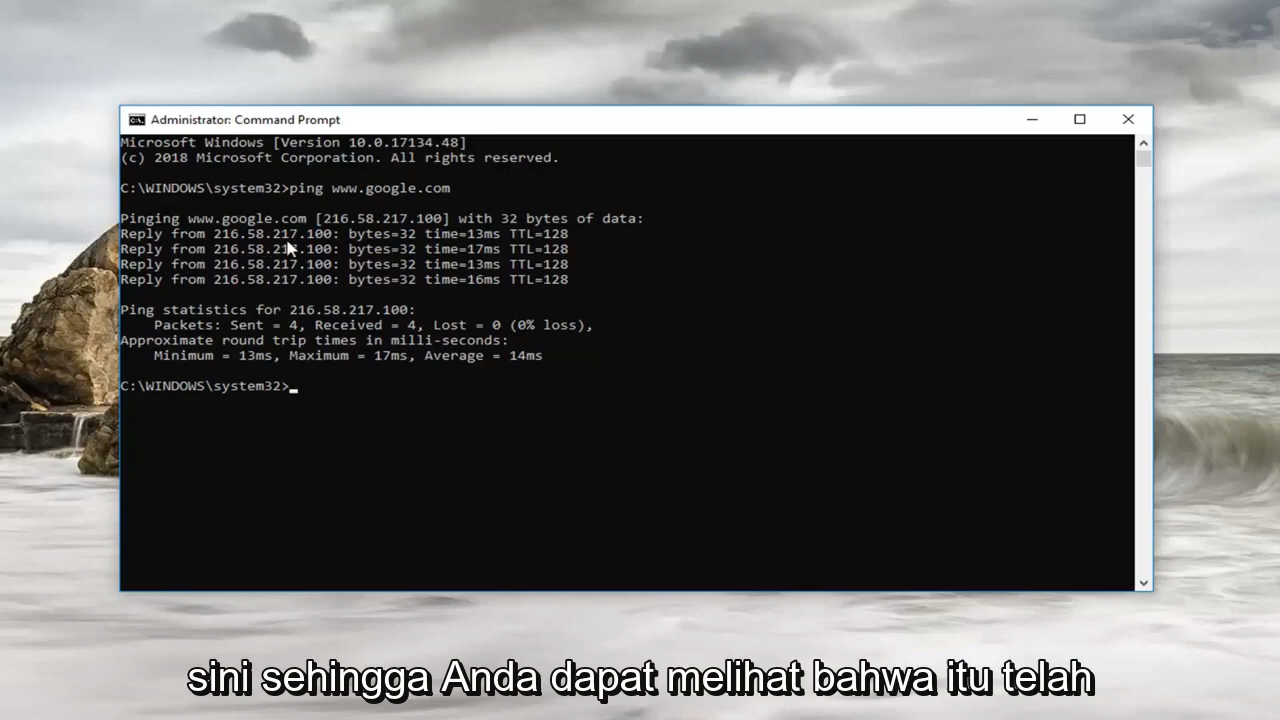 Administrator: Command Prompt
Microsoft Windows [Version 10.0.17134.48]
(c) 2018 Microsoft Corporation. All rights reserved.
C:\WINDOWS\system32>ping www.google.com
Pinging www.google.com [216.58.217.100] with 32 bytes of data:
Reply from 216.58.217.100: bytes=32 time=13ms TTL=128
Reply from 216.58.217.100: bytes=32 time=17ms TTL=128
Reply from 216.58.217.100: bytes=32 time=13ms TTL=128
Reply from 216.58.217.100: bytes=32 time=16ms TTL=128
Ping statistics for 216.58.217.100:
Packets: Sent = 4, Received = 4, Lost = 0 (0% loss),
Approximate round trip times in milli-seconds:
Minimum = 13ms, Maximum = 17ms, Average = 14ms
C:\WINDOWS\system32>
sini sehingga Anda dapat melihat bahwa itu telah